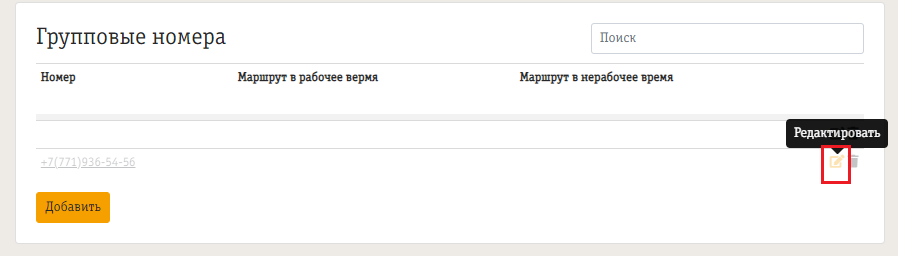 Групповые номера
Поиск
Номер Маршрут в рабочее вермя Маршрут в нерабочее время
Редактировать
+7(771)936-54-56
Добавить